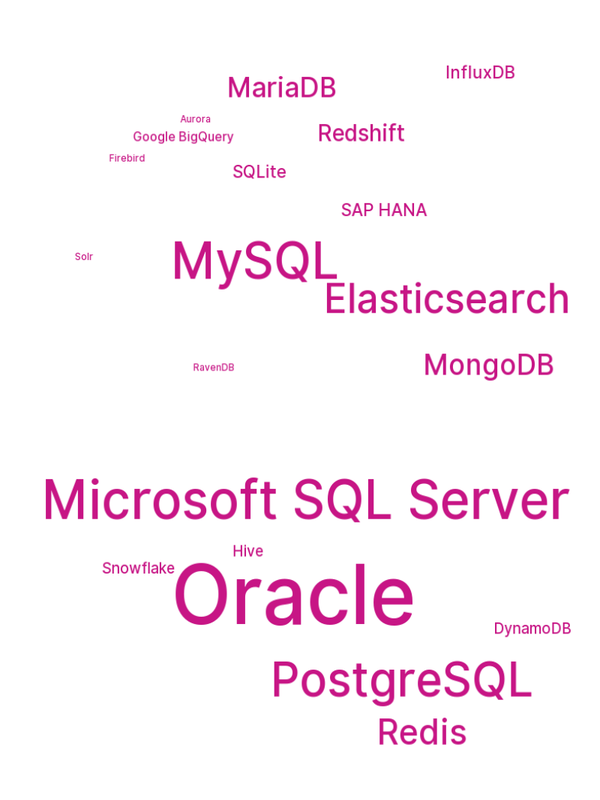 InfluxDB
MariaDB
Aurora
Redshift
Google BigQuery
Firebird
SQLite
SAP HANA
Solr
MySQL
Elasticsearch
MongoDB
RavenDB
Microsoft SQL Server
Hive
Snowflake
Oracle
DynamoDB
PostgreSQL
Redis